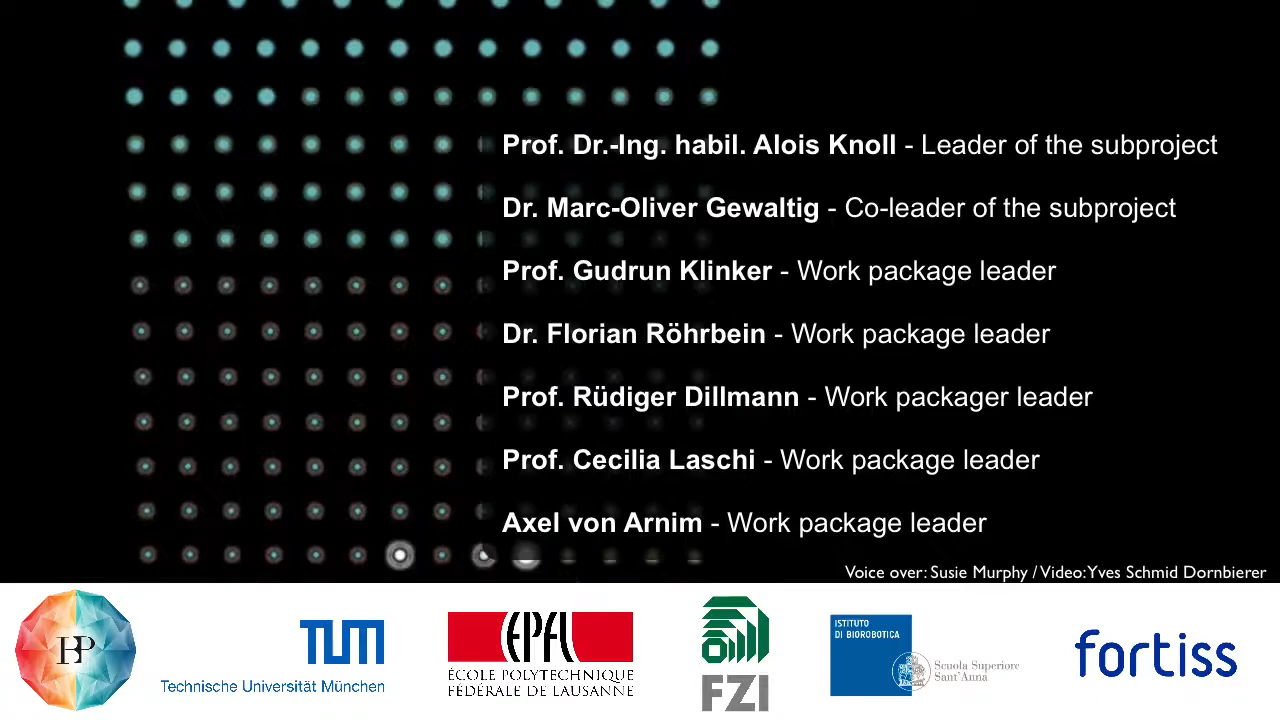 Prof. Dr.-Ing. habil. Alois Knoll - Leader of the subproject
Dr. Marc-Oliver Gewaltig - Co-leader of the subproject
Prof. Gudrun Klinker - Work package leader
Dr. Florian Röhrbein - Work package leader
Prof. Rüdiger Dillmann - Work packager leader
Prof. Cecilia Laschi - Work package leader
Axel von Arnim - Work package leader
Voice over: Susie Murphy / Video:Yves Schmid Dornbierer
HBP
TUM
Technische Universität München
EPFL
ÉCOLE POLYTECHNIQUE
FÉDÉRALE DE LAUSANNE
FZI
ISTITUTO
DI BIOROBOTICA
Scuola Superiore
Sant'Anna
fortiss